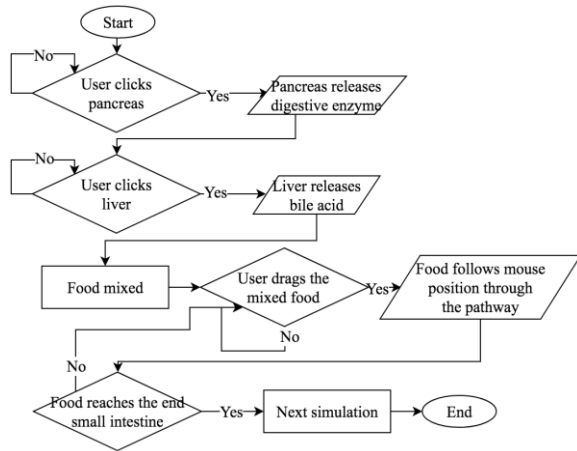 Start
No
User clicks
pancreas
Yes
Pancreas releases
digestive enzyme
No
User clicks
liver
Yes
Liver releases
bile acid
Food mixed
User drags the
mixed food
Yes
Food follows mouse
position through
the pathway
No
No
Food reaches the end
small intestine
Yes
Next simulation
End